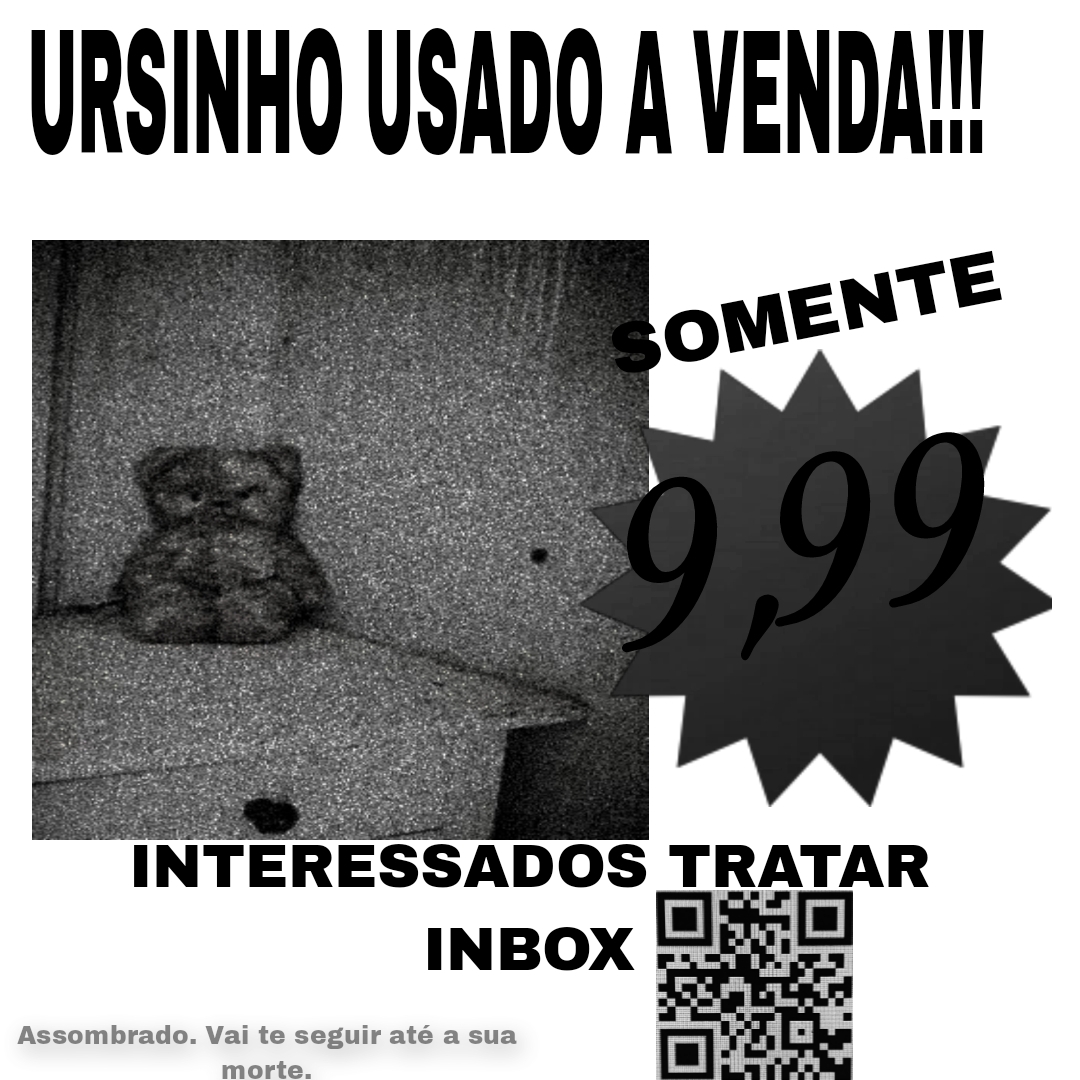 URSINHO USADO A VENDA!!!
SOMENTE
9,99
INTERESSADOS TRATAR
INBOX
Assombrado. Vai te seguir até a sua
morte.